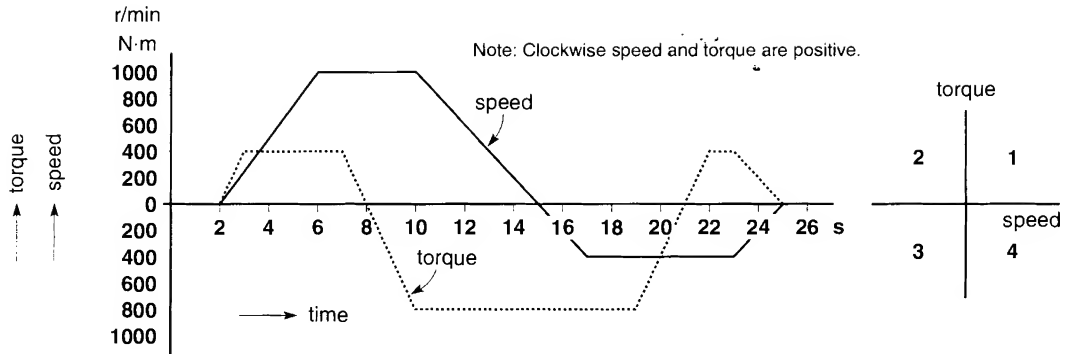 r/min
N·m
Note: Clockwise speed and torque are positive.
1000
800
600
400
200
0
200
400
600
800
1000
torque
speed
speed
torque
2 4 6 8 10 12 14 16 18 20 22 24 26 s
time
torque
2 1
speed
3 4